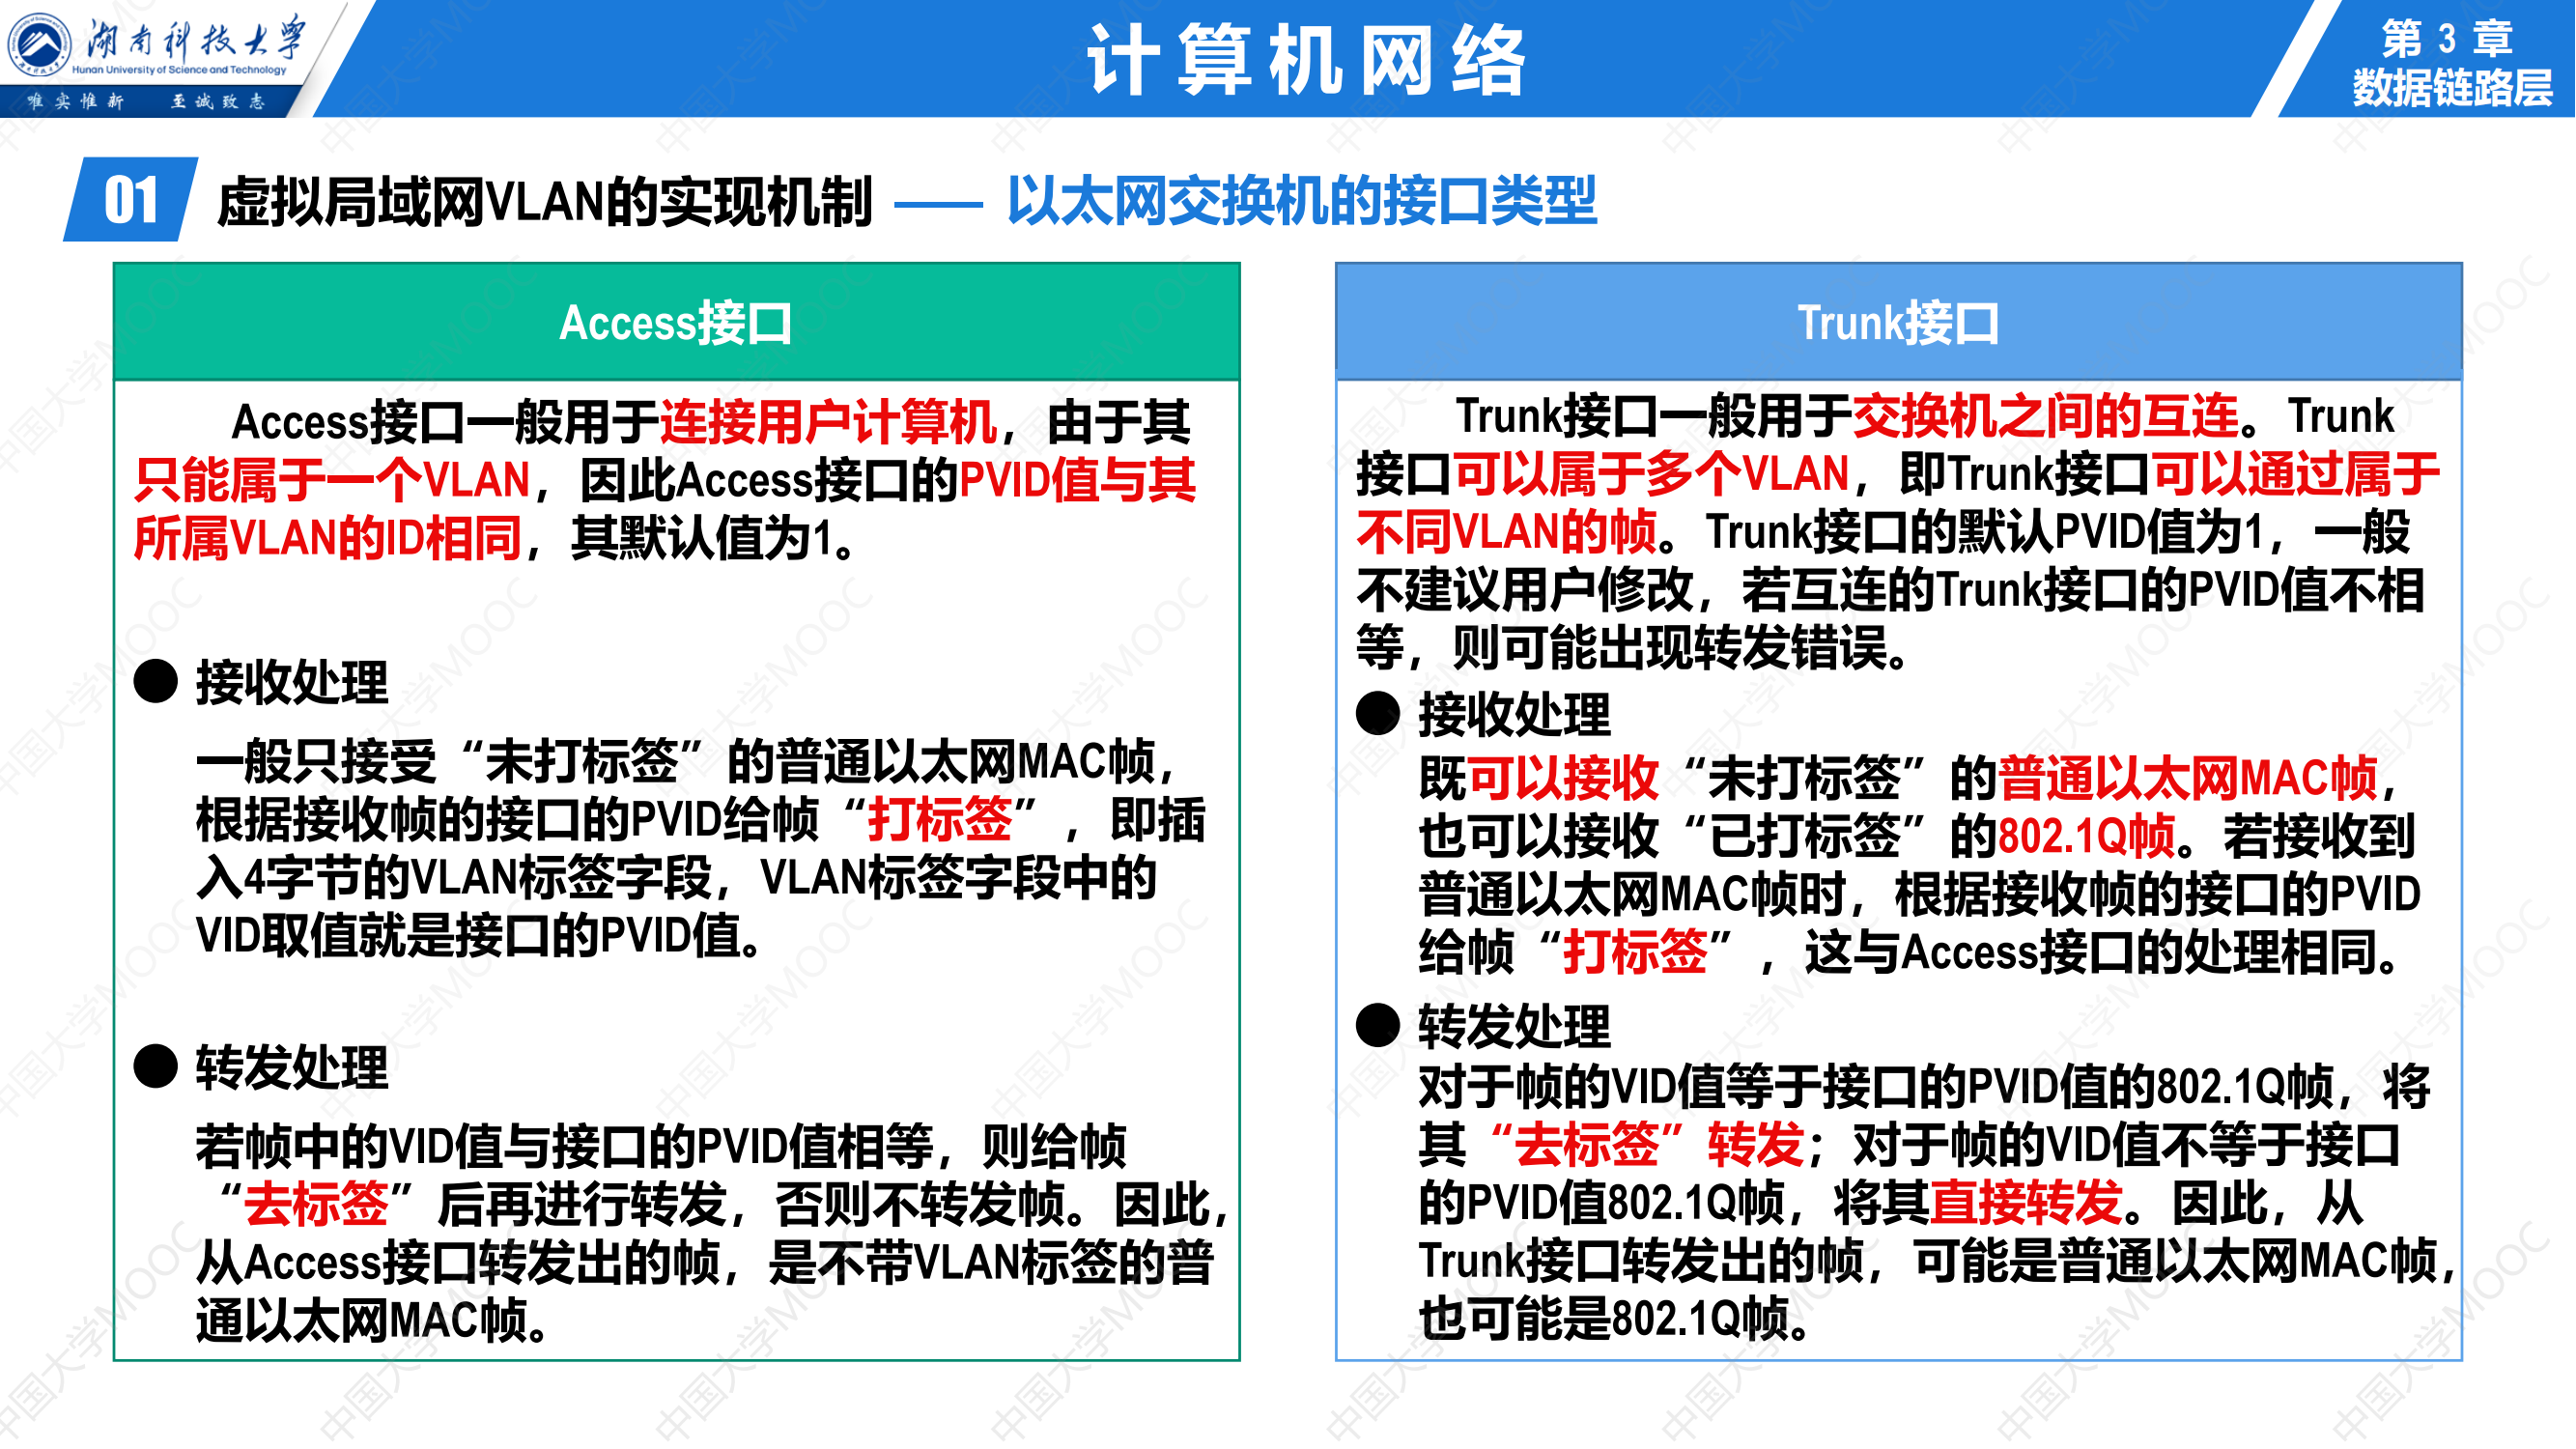 湖南科技大学
Hunan University of Science and Technology
唯实惟新 至诚致志
计算机网络
第 3 章
数据链路层
01 虚拟局域网VLAN的实现机制 —— 以太网交换机的接口类型
Access接口
Access接口一般用于连接用户计算机，由于其
只能属于一个VLAN，因此Access接口的PVID值与其
所属VLAN的ID相同，其默认值为1。
● 接收处理
一般只接受“未打标签”的普通以太网MAC帧，
根据接收帧的接口的PVID给帧“打标签”，即插
入4字节的VLAN标签字段，VLAN标签字段中的
VID取值就是接口的PVID值。
● 转发处理
若帧中的VID值与接口的PVID值相等，则给帧
“去标签”后再进行转发，否则不转发帧。因此，
从Access接口转发出的帧，是不带VLAN标签的普
通以太网MAC帧。
Trunk接口
Trunk接口一般用于交换机之间的互连。Trunk
接口可以属于多个VLAN，即Trunk接口可以通过属于
不同VLAN的帧。Trunk接口的默认PVID值为1，一般
不建议用户修改，若互连的Trunk接口的PVID值不相
等，则可能出现转发错误。
● 接收处理
既可以接收“未打标签”的普通以太网MAC帧，
也可以接收“已打标签”的802.1Q帧。若接收到
普通以太网MAC帧时，根据接收帧的接口的PVID
给帧“打标签”，这与Access接口的处理相同。
● 转发处理
对于帧的VID值等于接口的PVID值的802.1Q帧，将
其“去标签”转发；对于帧的VID值不等于接口
的PVID值802.1Q帧，将其直接转发。因此，从
Trunk接口转发出的帧，可能是普通以太网MAC帧，
也可能是802.1Q帧。
中国大学MOOC